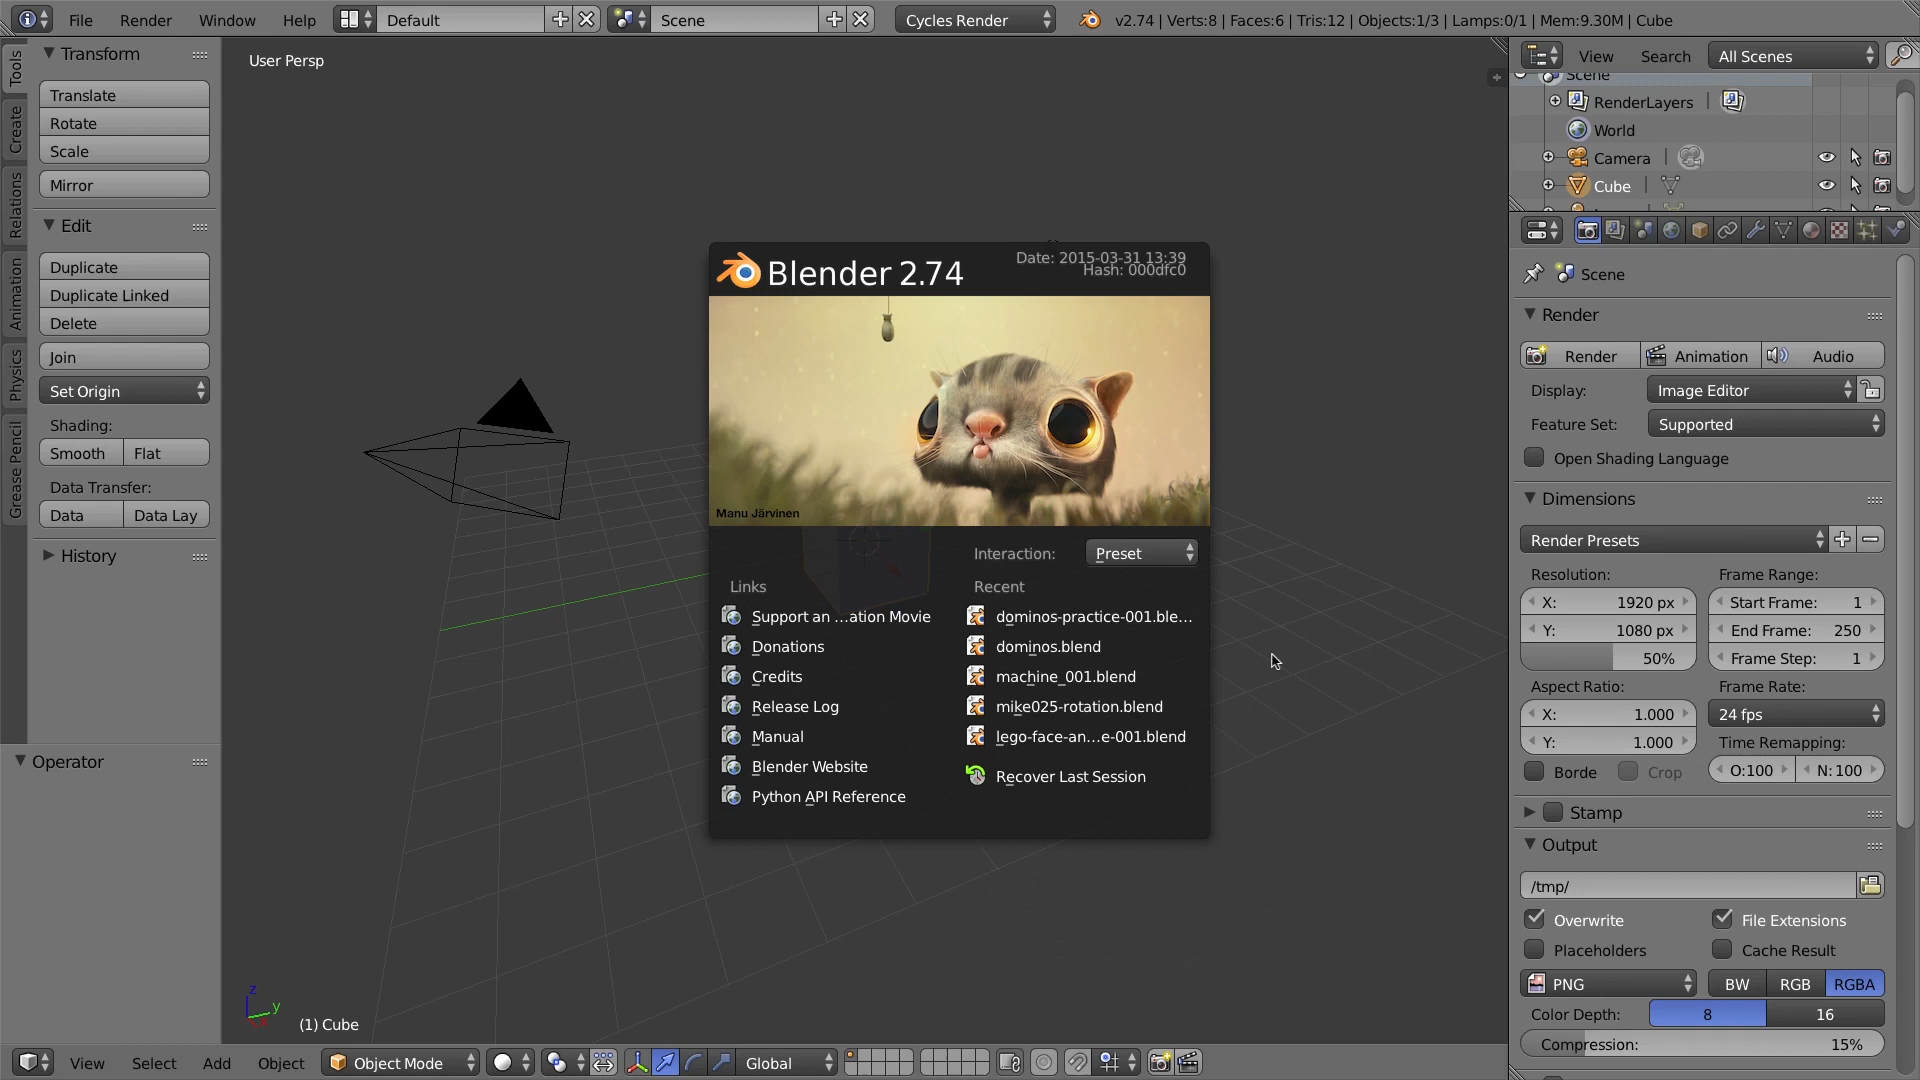 File Render Window Help Default Scene Cycles Render v2.74 | Verts:8 | Faces:6 | Tris:12 | Objects:1/3 | Lamps:0/1 | Mem:9.30M | Cube
Tools
Create
Relations
Animation
Physics
Grease Pencil
Transform
Translate
Rotate
Scale
Mirror
Edit
Duplicate
Duplicate Linked
Delete
Join
Set Origin
Shading:
Smooth Flat
Data Transfer:
Data Data Lay
History
Operator
User Persp
Blender 2.74
Date: 2015-03-31 13:39
Hash: 000dfc0
Manu Järvinen
Interaction: Preset
Links
Support an ...ation Movie
Donations
Credits
Release Log
Manual
Blender Website
Python API Reference
Recent
dominos-practice-001.ble...
dominos.blend
machine_001.blend
mike025-rotation.blend
lego-face-an...e-001.blend
Recover Last Session
z
y
(1) Cube
View Select Add Object Object Mode Global
View Search All Scenes
Scene
RenderLayers
World
Camera
Cube
Scene
Render
Render Animation Audio
Display: Image Editor
Feature Set: Supported
Open Shading Language
Dimensions
Render Presets
Resolution:
X: 1920 px
Y: 1080 px
50%
Frame Range:
Start Frame: 1
End Frame: 250
Frame Step: 1
Aspect Ratio:
X: 1.000
Y: 1.000
Borde Crop
Frame Rate:
24 fps
Time Remapping:
O:100 N:100
Stamp
Output
/tmp/
Overwrite File Extensions
Placeholders Cache Result
PNG BW RGB RGBA
Color Depth: 8 16
Compression: 15%